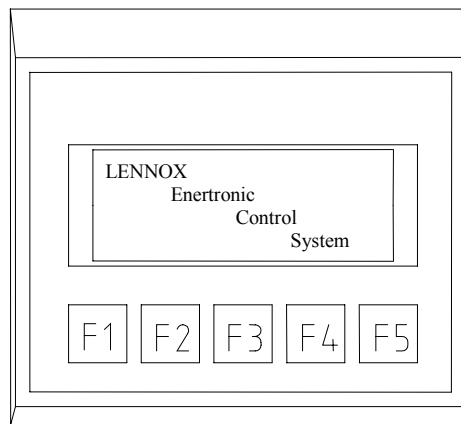 LENNOX
Enertronic
Control
System
F1 F2 F3 F4 F5